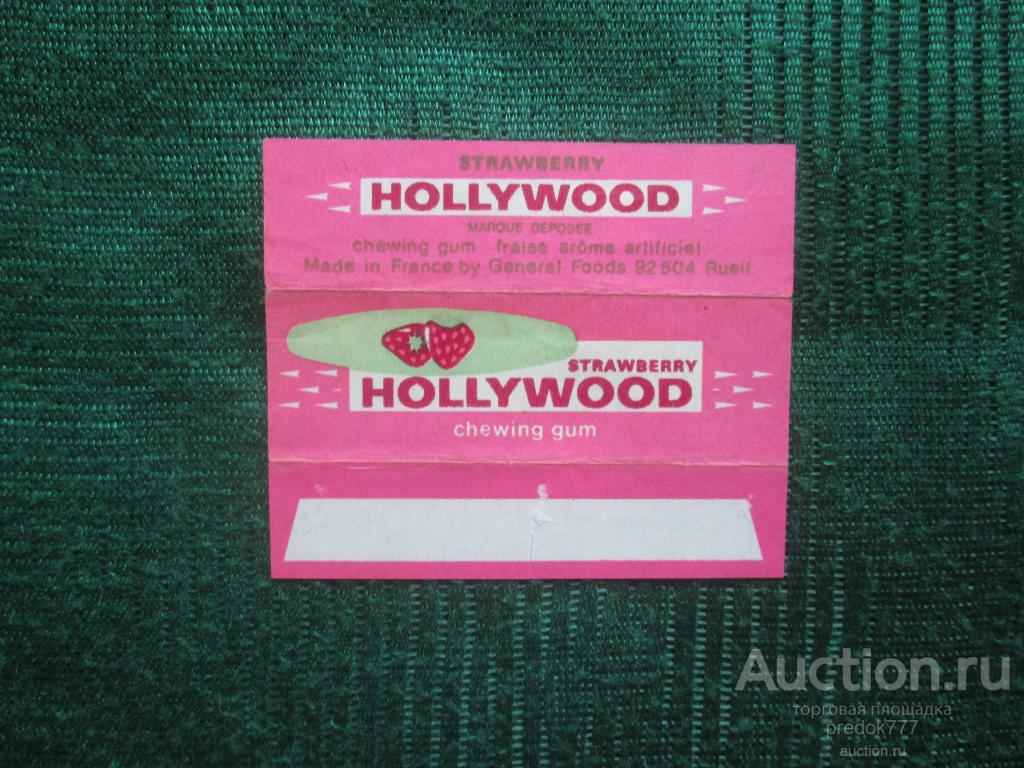 STRAWBERRY
HOLLYWOOD
MARQUE DÉPOSÉE
chewing gum fraise arôme artificiel
Made in France by General Foods 92 504 Rueil
STRAWBERRY
HOLLYWOOD
chewing gum
Auction.ru
торговая площадка
predok777
auction.ru